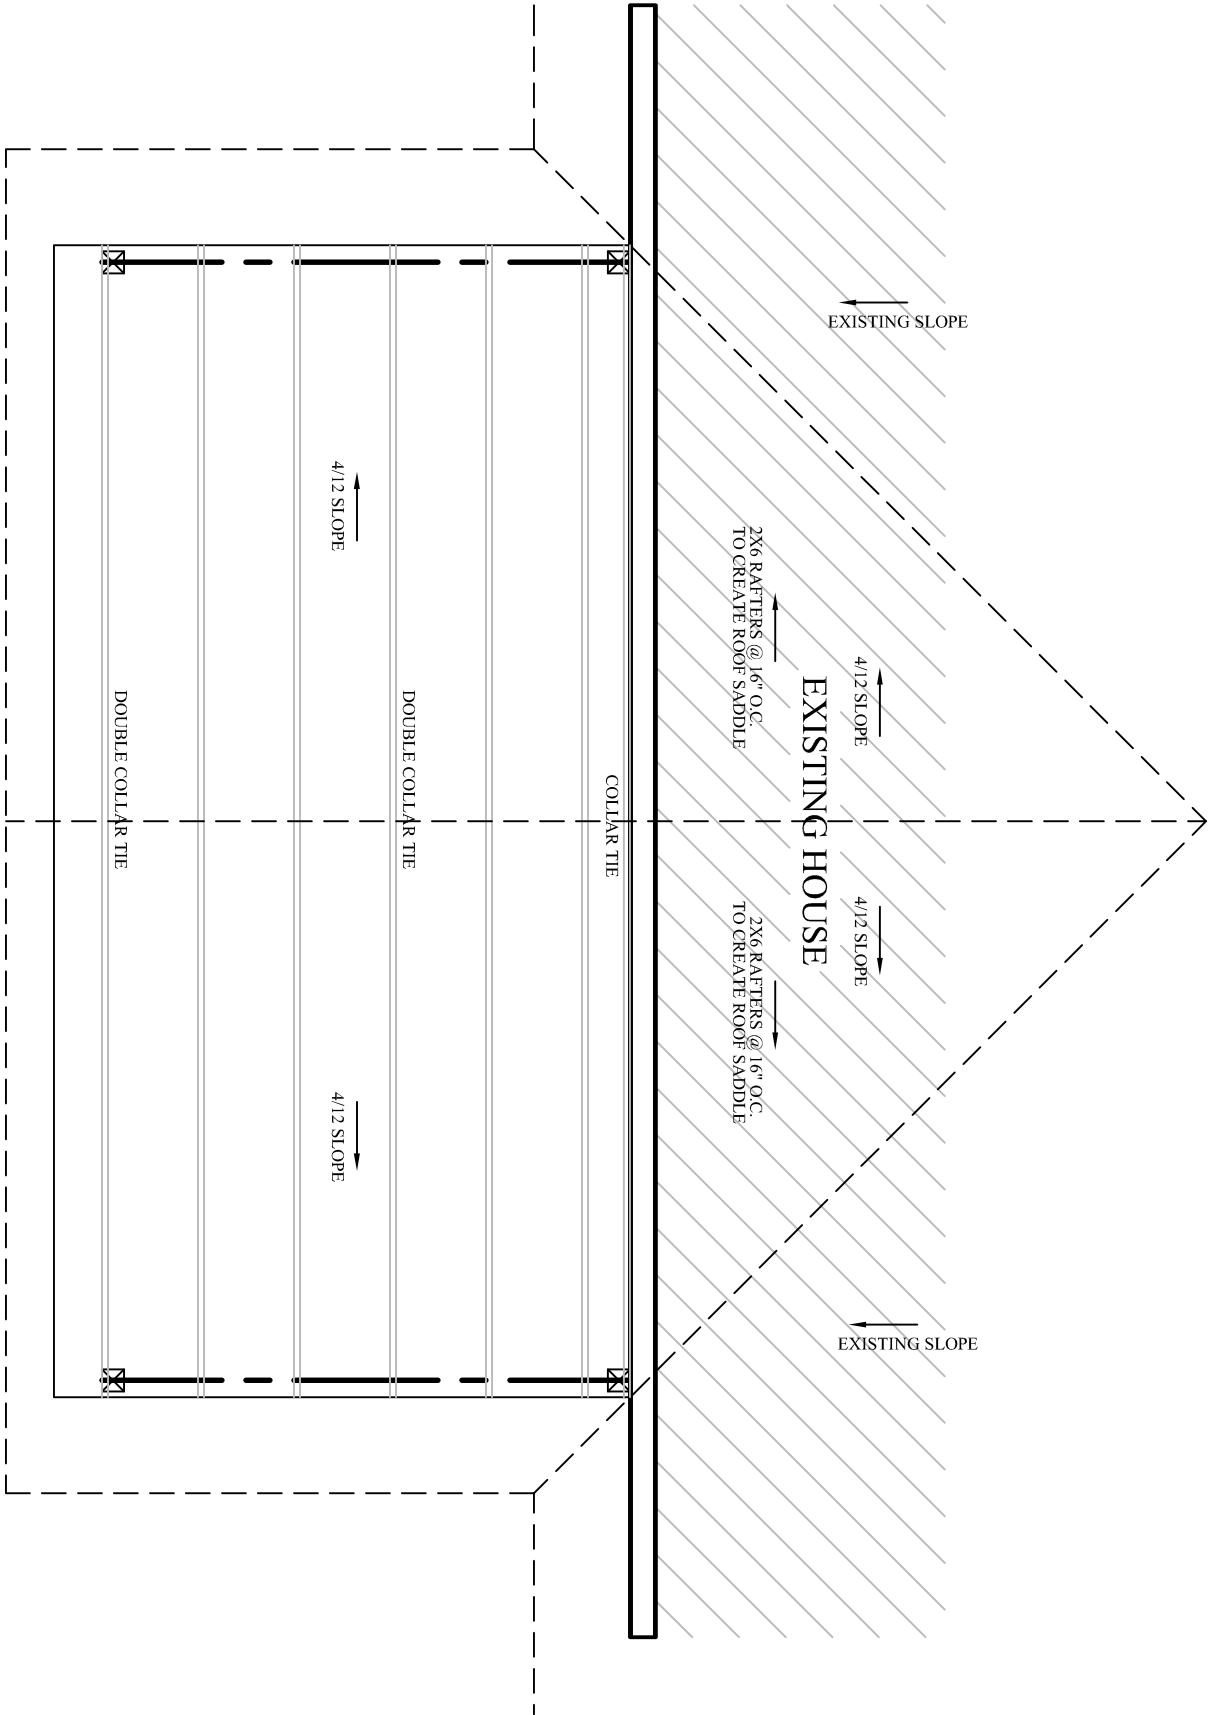 EXISTING SLOPE
EXISTING SLOPE
4/12 SLOPE
4/12 SLOPE
EXISTING HOUSE
2X6 RAFTERS @ 16" O.C.
TO CREATE ROOF SADDLE
2X6 RAFTERS @ 16" O.C.
TO CREATE ROOF SADDLE
COLLAR TIE
DOUBLE COLLAR TIE
4/12 SLOPE
4/12 SLOPE
DOUBLE COLLAR TIE